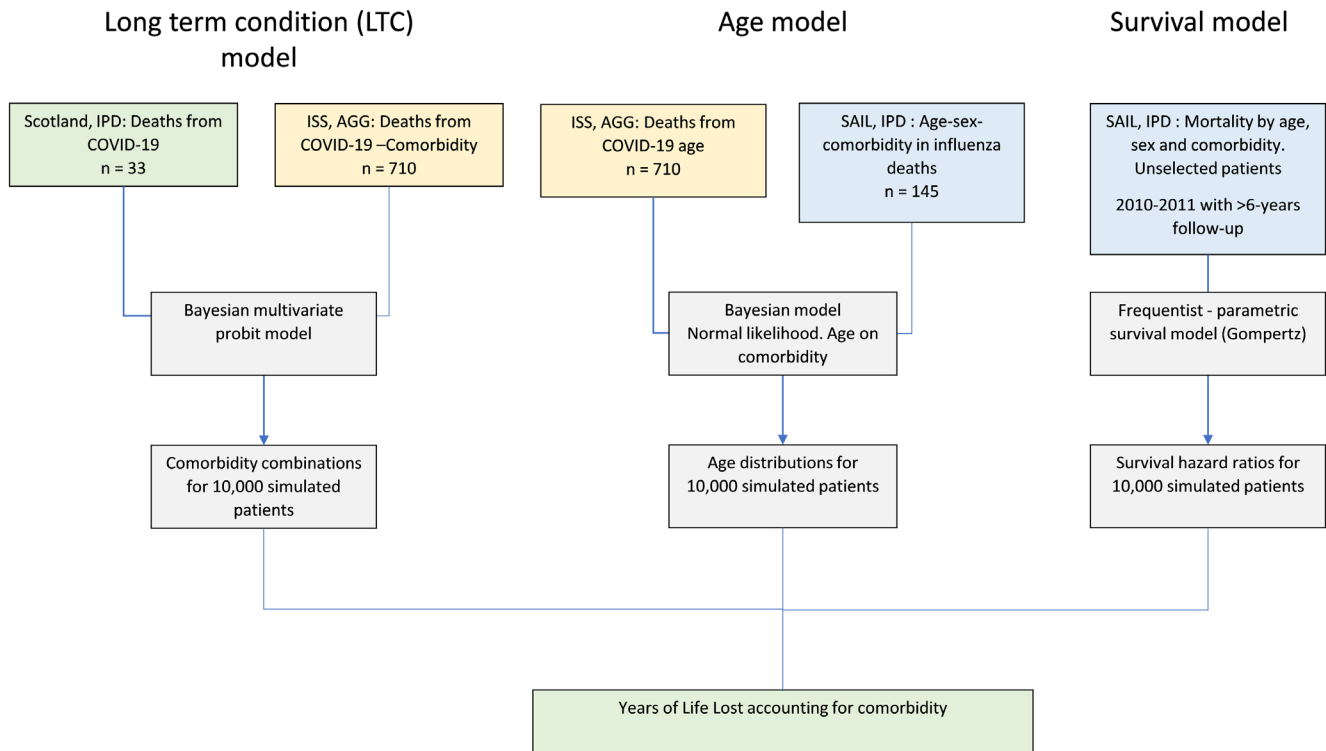 Long term condition (LTC)
model
Age model
Survival model
Scotland, IPD: Deaths from
COVID-19
n = 33
ISS, AGG: Deaths from
COVID-19 –Comorbidity
n = 710
ISS, AGG: Deaths from
COVID-19 age
n = 710
SAIL, IPD : Age-sex-
comorbidity in influenza
deaths
n = 145
SAIL, IPD : Mortality by age,
sex and comorbidity.
Unselected patients
2010-2011 with >6-years
follow-up
Bayesian multivariate
probit model
Bayesian model
Normal likelihood. Age on
comorbidity
Frequentist - parametric
survival model (Gompertz)
Comorbidity combinations
for 10,000 simulated
patients
Age distributions for
10,000 simulated patients
Survival hazard ratios for
10,000 simulated patients
Years of Life Lost accounting for comorbidity